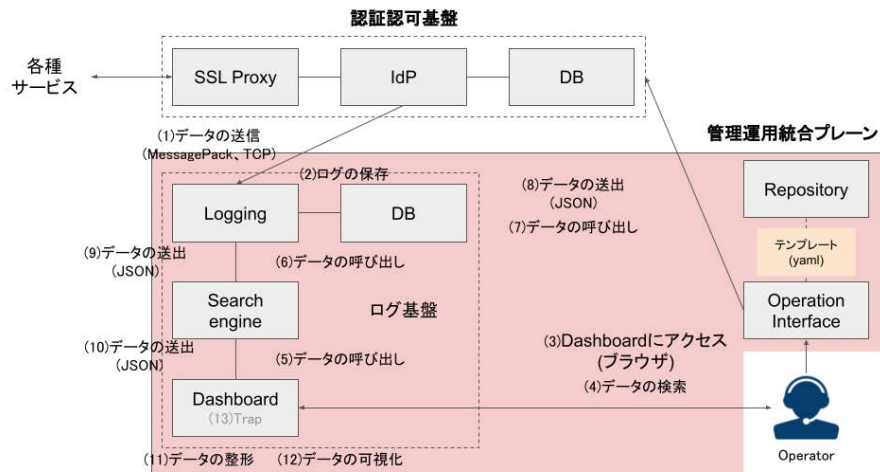 認証認可基盤
各種
サービス
SSL Proxy
IdP
DB
(1)データの送信
(MessagePack、TCP)
管理運用統合プレーン
(2)ログの保存
Logging
DB
(8)データの送出
(JSON)
(7)データの呼び出し
Repository
テンプレート
(yaml)
(9)データの送出
(JSON)
(6)データの呼び出し
Search
engine
ログ基盤
Operation
Interface
(10)データの送出
(JSON)
(5)データの呼び出し
(3)Dashboardにアクセス
(ブラウザ)
(4)データの検索
Dashboard
(13)Trap
Operator
(11)データの整形
(12)データの可視化